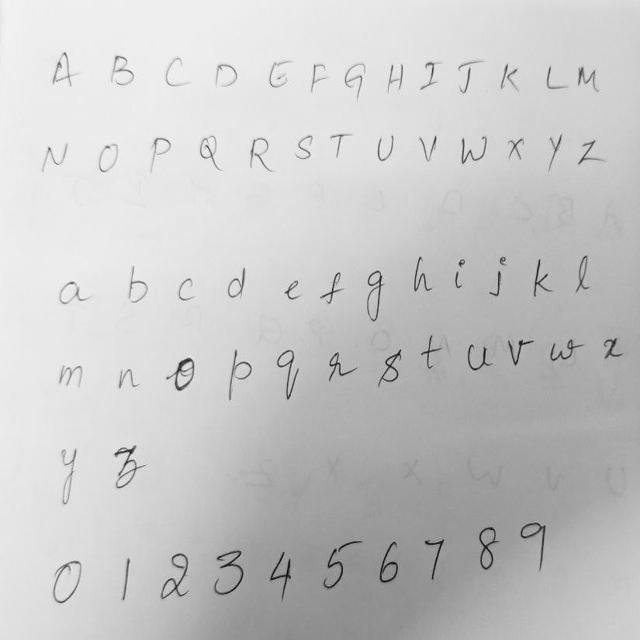 A B C D E F G H I J K L M
N O P Q R S T U V W X Y Z
a b c d e f g h i j k l
m n o p q r s t u v w x
y z
0 1 2 3 4 5 6 7 8 9